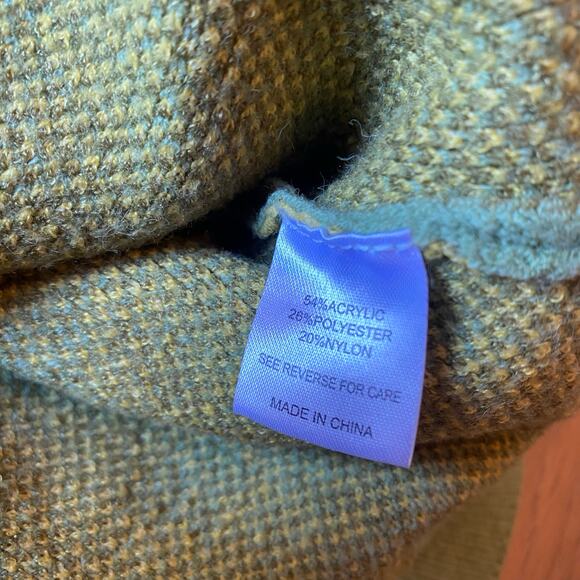 54%ACRYLIC
26%POLYESTER
20%NYLON
SEE REVERSE FOR CARE
MADE IN CHINA